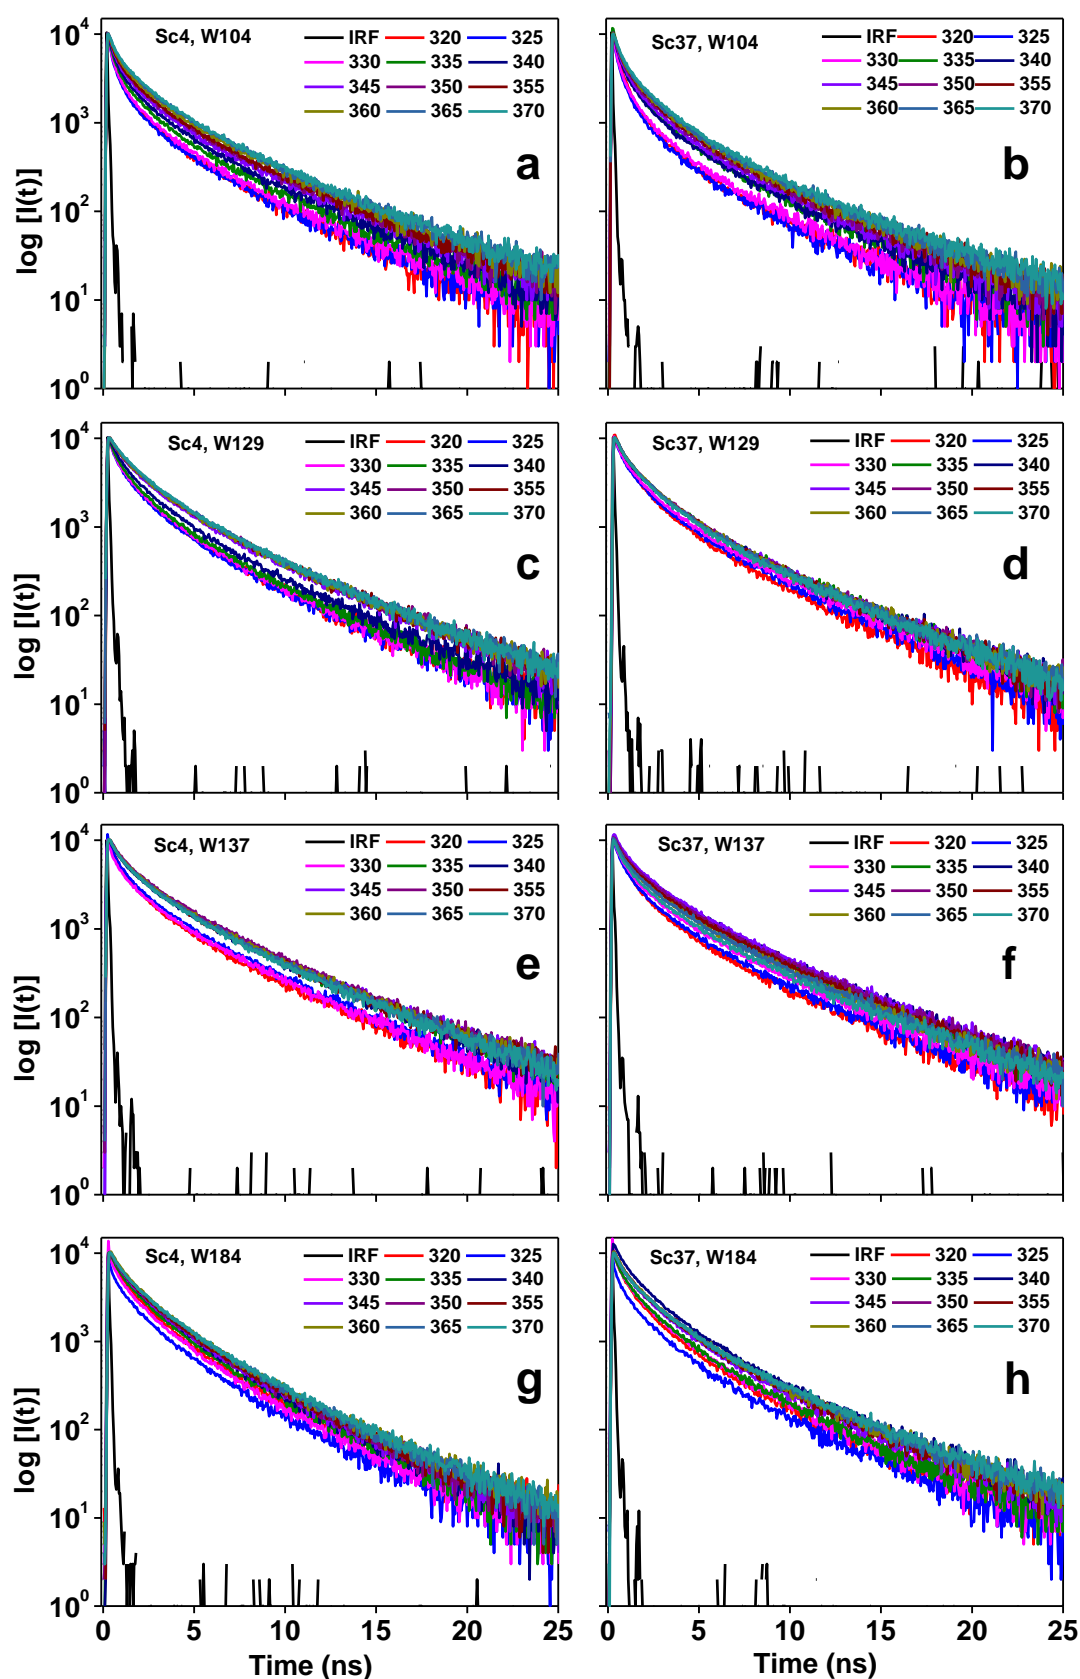 Sc4, W104
IRF 320 325
330 335 340
345 350 355
360 365 370
a
log [I(t)]
10⁴
10³
10²
10¹
10⁰
Sc37, W104
IRF 320 325
330 335 340
345 350 355
360 365 370
b
Sc4, W129
IRF 320 325
330 335 340
345 350 355
360 365 370
c
log [I(t)]
10⁴
10³
10²
10¹
10⁰
Sc37, W129
IRF 320 325
330 335 340
345 350 355
360 365 370
d
Sc4, W137
IRF 320 325
330 335 340
345 350 355
360 365 370
e
log [I(t)]
10⁴
10³
10²
10¹
10⁰
Sc37, W137
IRF 320 325
330 335 340
345 350 355
360 365 370
f
Sc4, W184
IRF 320 325
330 335 340
345 350 355
360 365 370
g
log [I(t)]
10⁴
10³
10²
10¹
10⁰
0 5 10 15 20 25
Time (ns)
Sc37, W184
IRF 320 325
330 335 340
345 350 355
360 365 370
h
0 5 10 15 20 25
Time (ns)